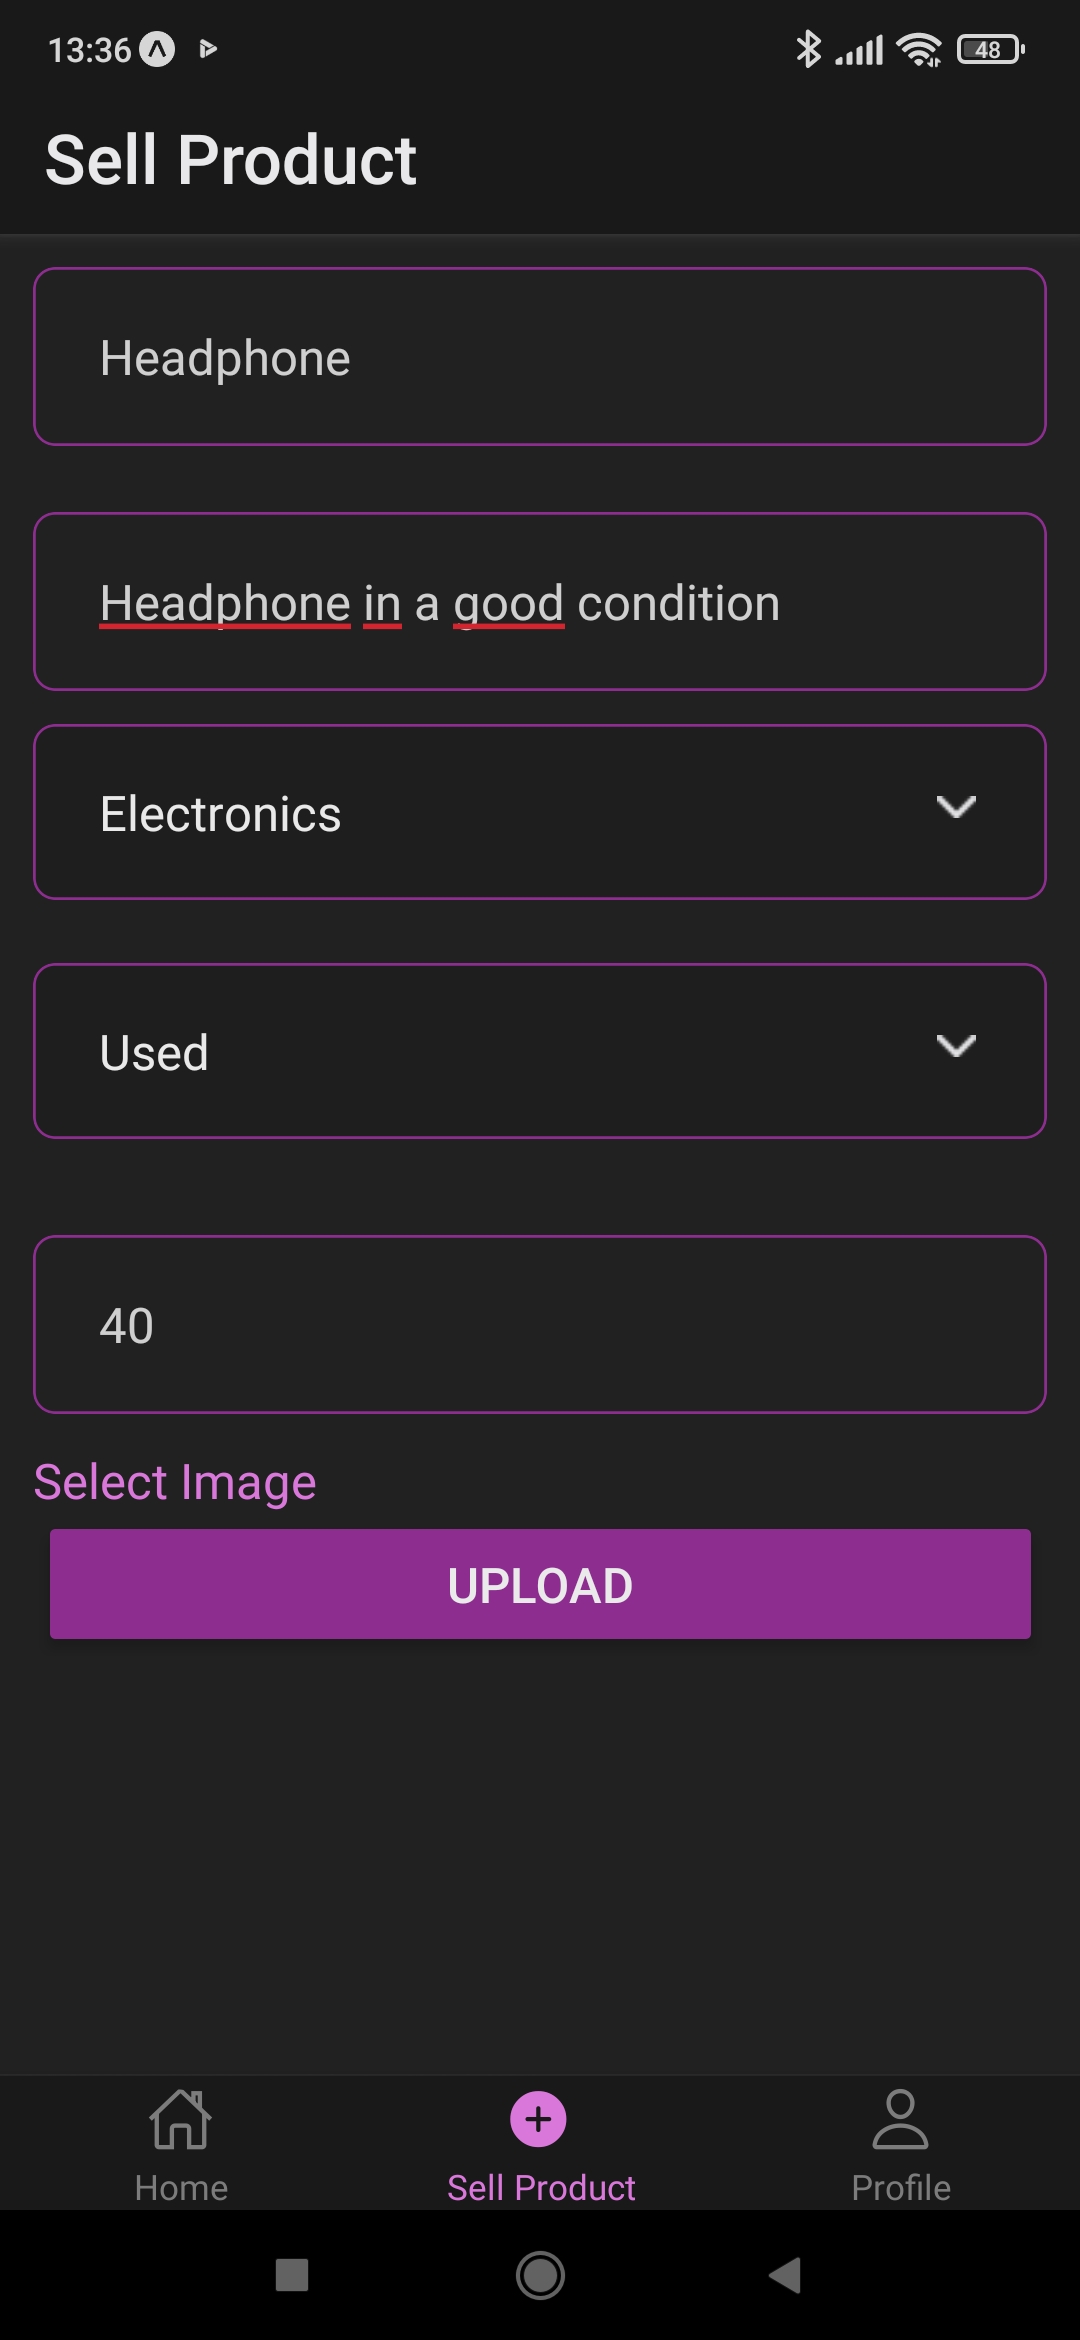 13:36
48
Sell Product
Headphone
Headphone in a good condition
Electronics
Used
40
Select Image
UPLOAD
Home
Sell Product
Profile